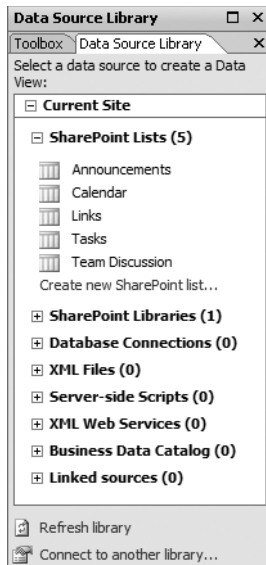 Data Source Library
Toolbox Data Source Library
Select a data source to create a Data
View:
Current Site
SharePoint Lists (5)
Announcements
Calendar
Links
Tasks
Team Discussion
Create new SharePoint list...
SharePoint Libraries (1)
Database Connections (0)
XML Files (0)
Server-side Scripts (0)
XML Web Services (0)
Business Data Catalog (0)
Linked sources (0)
Refresh library
Connect to another library...